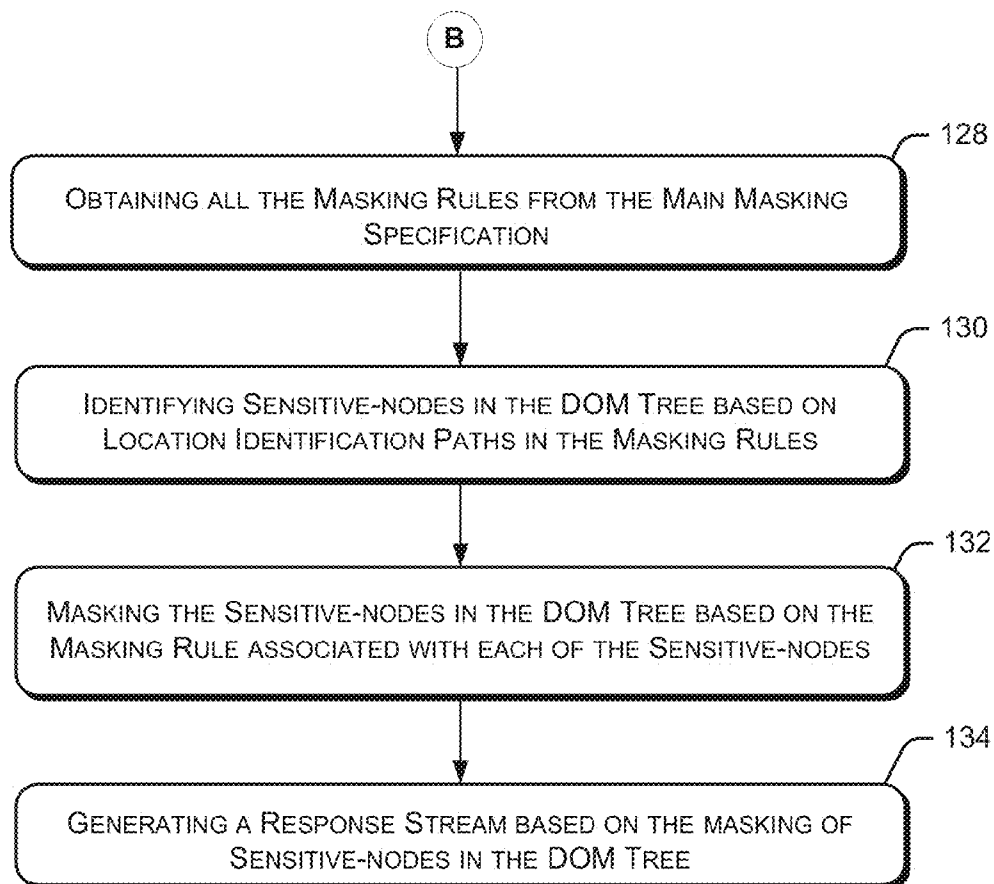 B
128
OBTAINING ALL THE MASKING RULES FROM THE MAIN MASKING
SPECIFICATION
130
IDENTIFYING SENSITIVE-NODES IN THE DOM TREE BASED ON
LOCATION IDENTIFICATION PATHS IN THE MASKING RULES
132
MASKING THE SENSITIVE-NODES IN THE DOM TREE BASED ON THE
MASKING RULE ASSOCIATED WITH EACH OF THE SENSITIVE-NODES
134
GENERATING A RESPONSE STREAM BASED ON THE MASKING OF
SENSITIVE-NODES IN THE DOM TREE